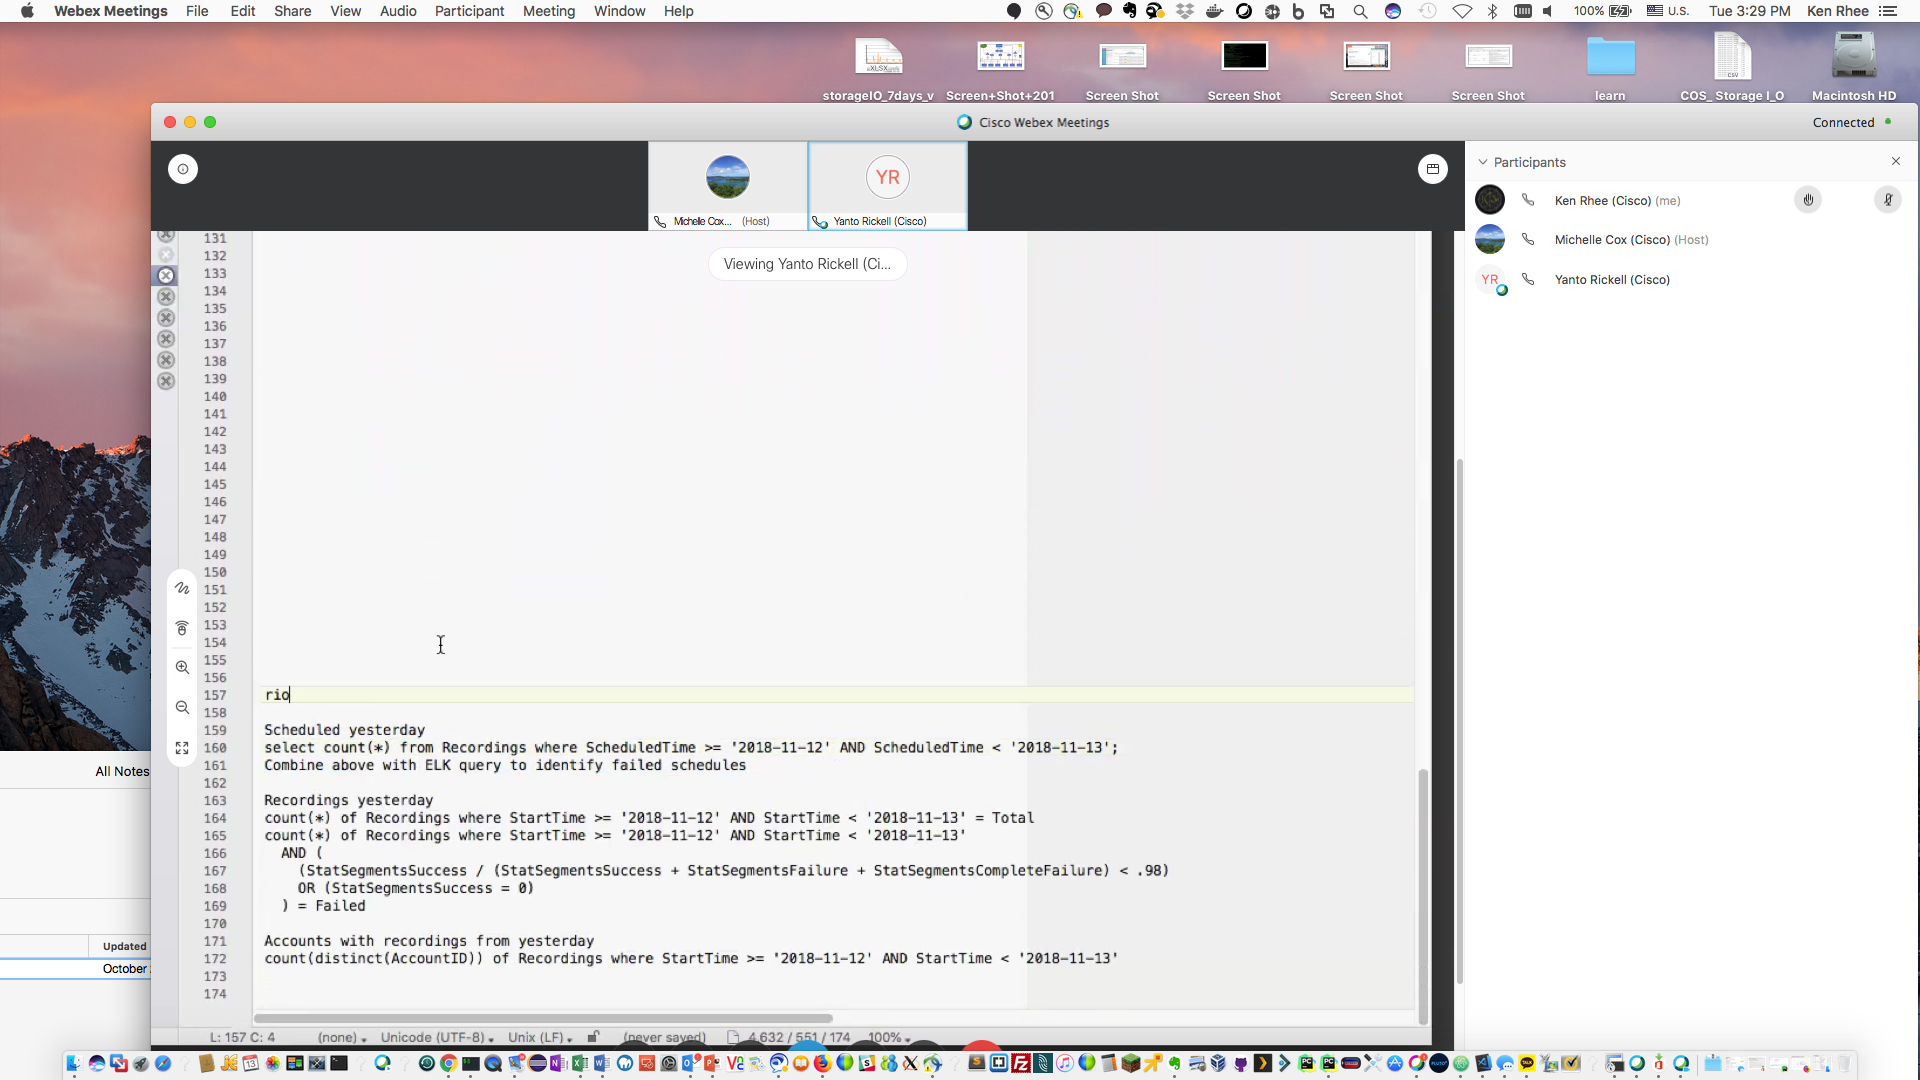 Webex Meetings File Edit Share View Audio Participant Meeting Window Help 100% U.S. Tue 3:29 PM Ken Rhee
XLSX
CSV
storageIO_7days_v Screen+Shot+201 Screen Shot Screen Shot Screen Shot Screen Shot learn COS_ Storage I_O Macintosh HD
Cisco Webex Meetings
Connected
YR
Michelle Cox... (Host)
Yanto Rickell (Cisco)
Viewing Yanto Rickell (Ci...
Participants
Ken Rhee (Cisco) (me)
Michelle Cox (Cisco) (Host)
YR Yanto Rickell (Cisco)
131
132
133
134
135
136
137
138
139
140
141
142
143
144
145
146
147
148
149
150
151
152
153
154
155
156
157 rio
158
159 Scheduled yesterday
160 select count(*) from Recordings where ScheduledTime >= '2018-11-12' AND ScheduledTime < '2018-11-13';
161 Combine above with ELK query to identify failed schedules
162
163 Recordings yesterday
164 count(*) of Recordings where StartTime >= '2018-11-12' AND StartTime < '2018-11-13' = Total
165 count(*) of Recordings where StartTime >= '2018-11-12' AND StartTime < '2018-11-13'
166 AND (
167 (StatSegmentsSuccess / (StatSegmentsSuccess + StatSegmentsFailure + StatSegmentsCompleteFailure) < .98)
168 OR (StatSegmentsSuccess = 0)
169 ) = Failed
170
171 Accounts with recordings from yesterday
172 count(distinct(AccountID)) of Recordings where StartTime >= '2018-11-12' AND StartTime < '2018-11-13'
173
174
L: 157 C: 4 (none) Unicode (UTF-8) Unix (LF) (never saved) 4,632 / 551 / 174 100%
All Notes
Updated
October